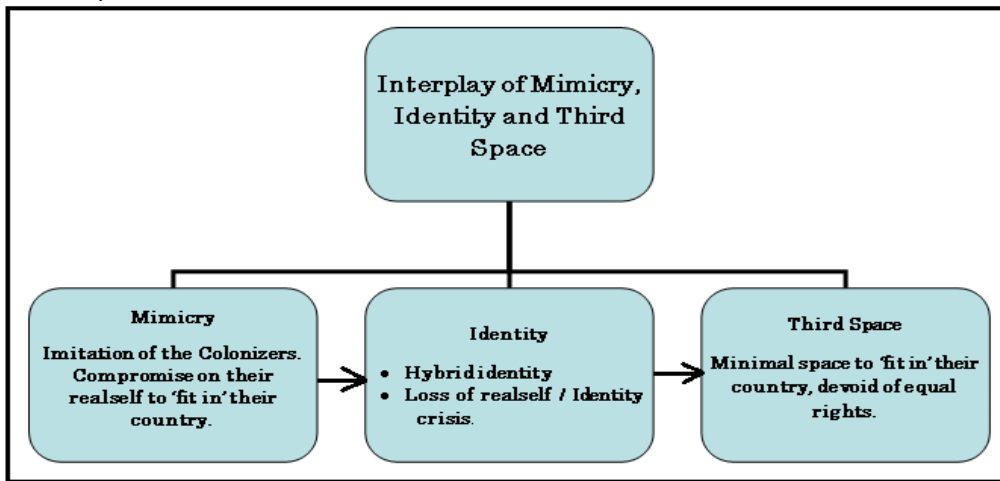 Interplay of Mimicry,
Identity and Third
Space
Mimicry
Imitation of the Colonizers.
Compromise on their
realself to 'fit in' their
country.
Identity
• Hybrid identity
• Loss of realself / Identity
crisis.
Third Space
Minimal space to 'fit in' their
country, devoid of equal
rights.